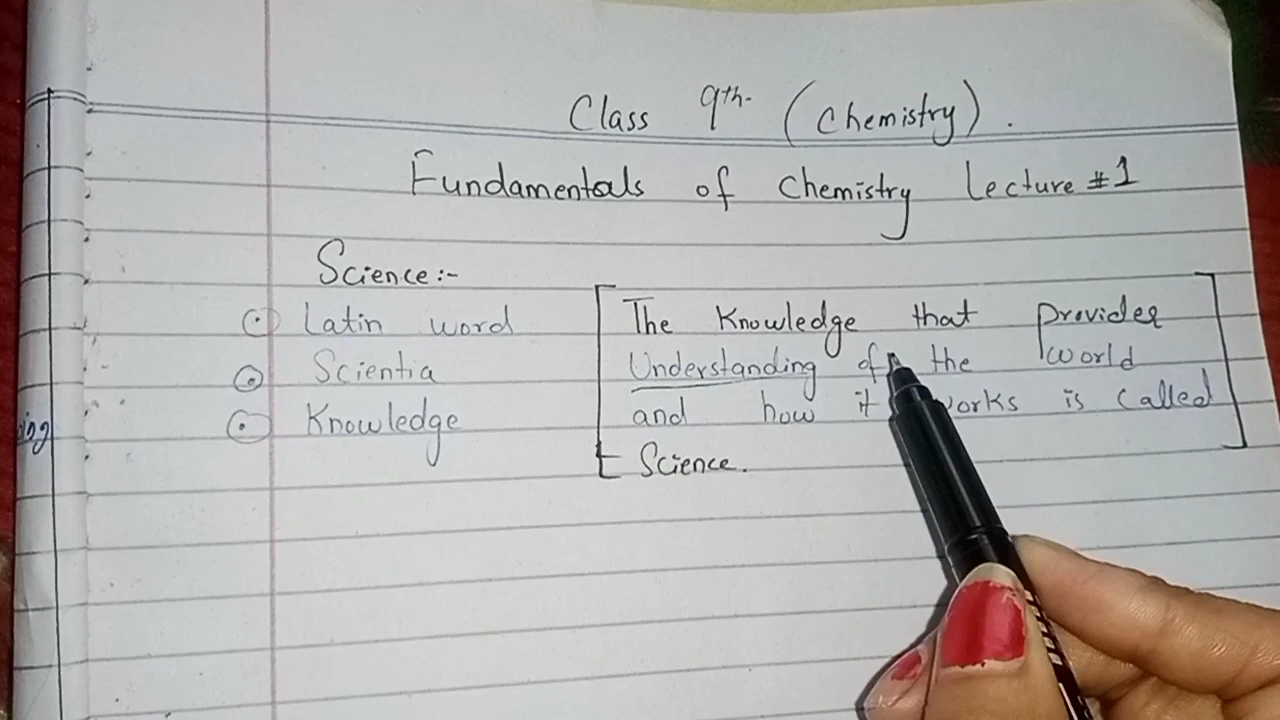 Class 9th. (Chemistry).
Fundamentals of Chemistry Lecture #1
Science:-
Latin word
Scientia
Knowledge
The Knowledge that provides
Understanding of the world
and how it works is called
Science.